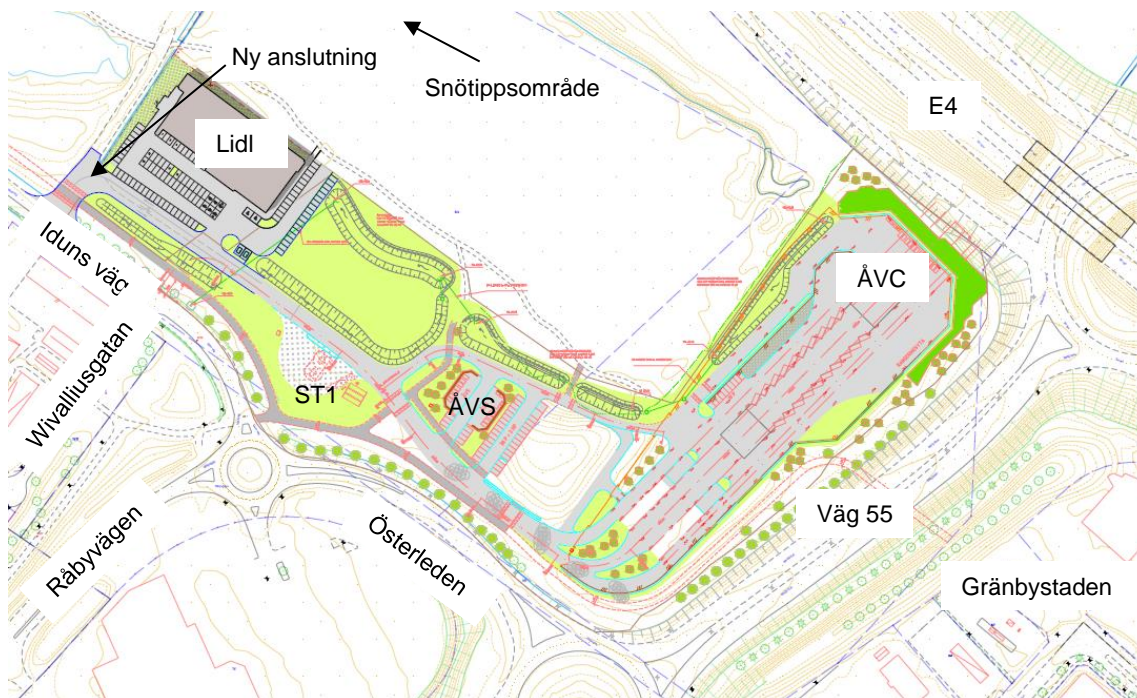 Ny anslutning
Snötippsområde
E4
Lidl
ÅVC
Iduns väg
ST1
ÅVS
Wivalliusgatan
Råbyvägen
Österleden
Väg 55
Gränbystaden